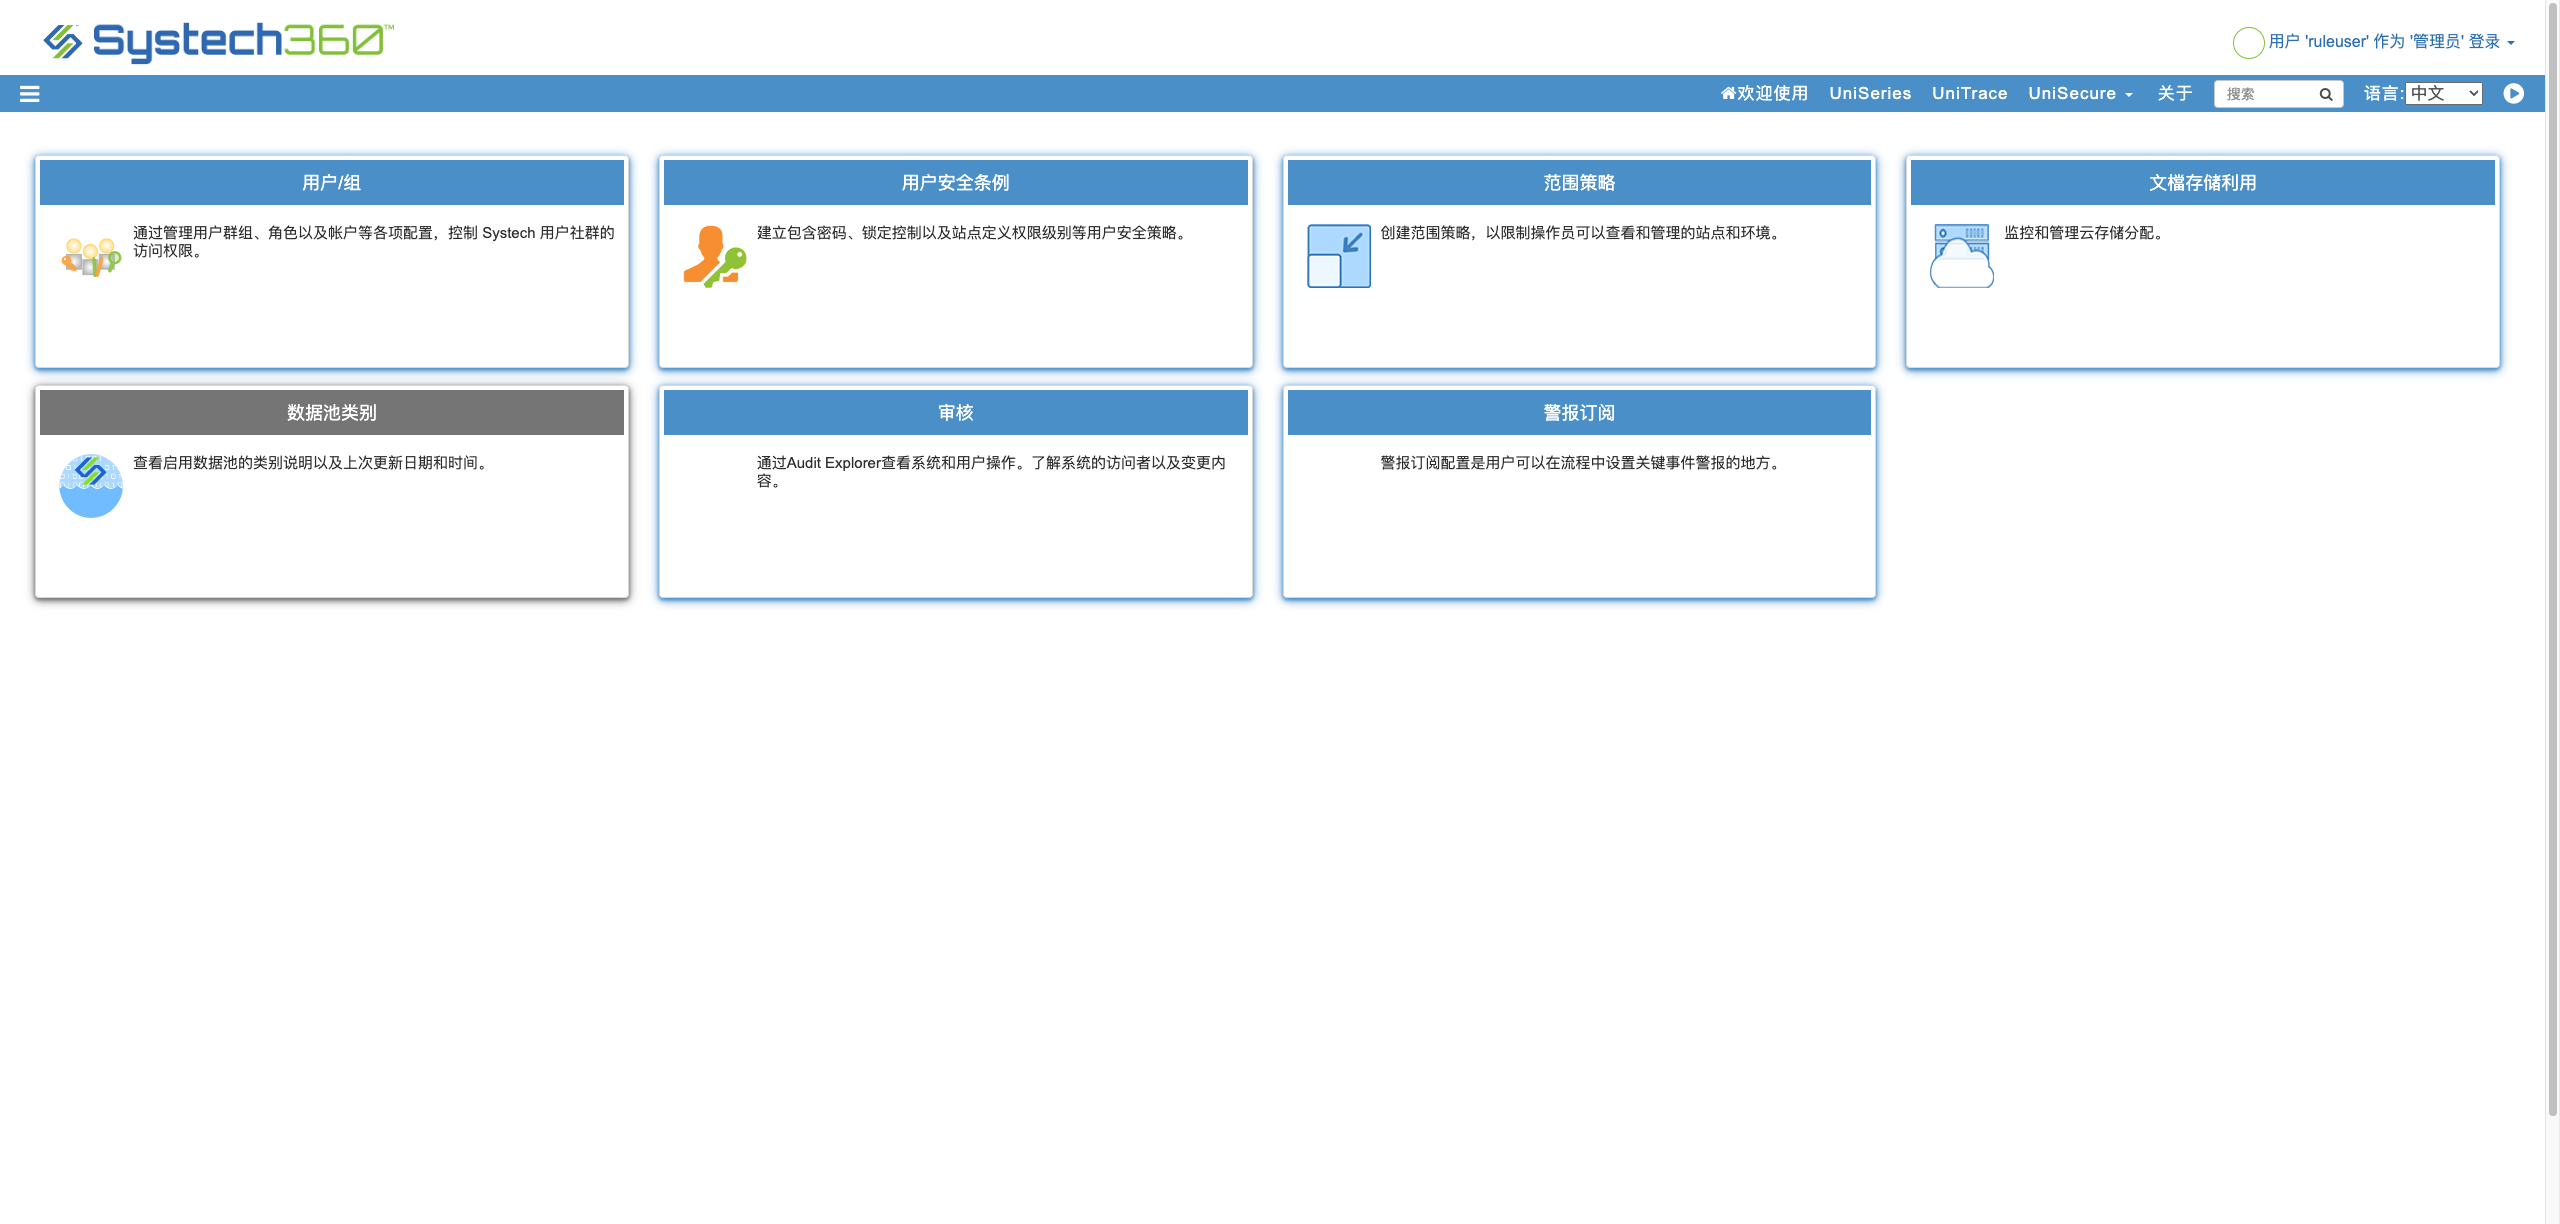 Systech360™
用户 'ruleuser' 作为 '管理员' 登录
欢迎使用 UniSeries UniTrace UniSecure 关于 搜索 语言: 中文
用户/组
通过管理用户群组、角色以及帐户等各项配置，控制 Systech 用户社群的
访问权限。
用户安全条例
建立包含密码、锁定控制以及站点定义权限级别等用户安全策略。
范围策略
创建范围策略，以限制操作员可以查看和管理的站点和环境。
文檔存储利用
监控和管理云存储分配。
数据池类别
查看启用数据池的类别说明以及上次更新日期和时间。
审核
通过Audit Explorer查看系统和用户操作。了解系统的访问者以及变更内
容。
警报订阅
警报订阅配置是用户可以在流程中设置关键事件警报的地方。